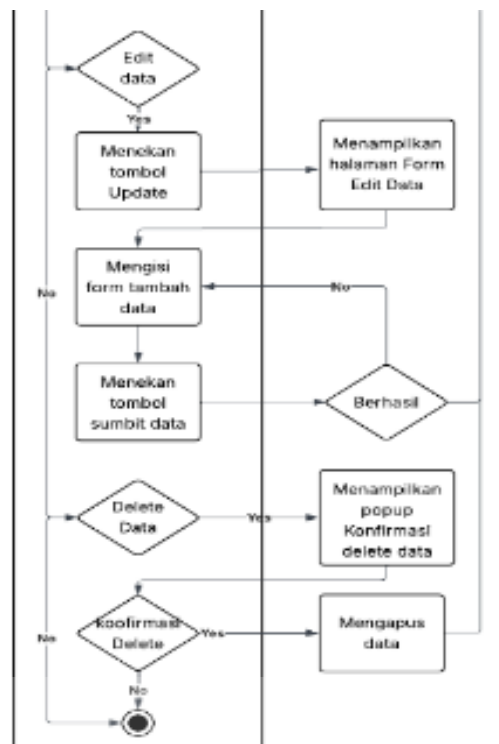 Edit
data
Yes
Menekan
tombol
Update
Menampilkan
halaman Form
Edit Data
Mengisi
form tambah
data
No
No
Menekan
tombol
sumbit data
Berhasil
Delete
Data
Yes
Menampilkan
popup
Konfirmasi
delete data
koofirmasi
Delete
Yes
Mengapus
data
No
No